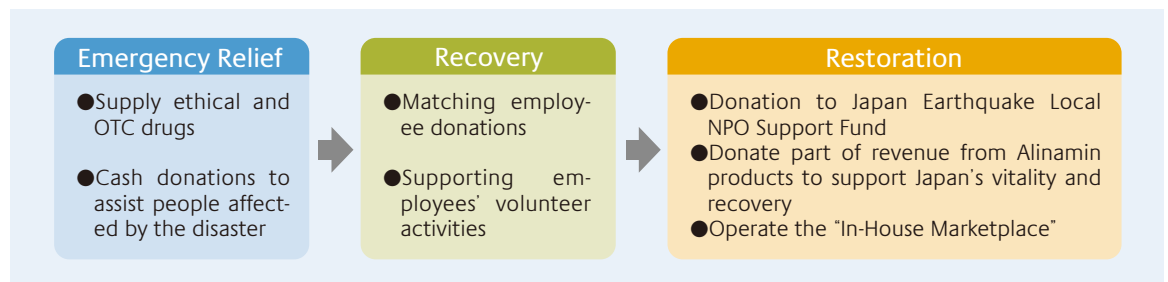 Emergency Relief
●Supply ethical and
OTC drugs
●Cash donations to
assist people affect-
ed by the disaster
Recovery
●Matching employ-
ee donations
●Supporting em-
ployees’ volunteer
activities
Restoration
●Donation to Japan Earthquake Local
NPO Support Fund
●Donate part of revenue from Alinamin
products to support Japan’s vitality and
recovery
●Operate the “In-House Marketplace”